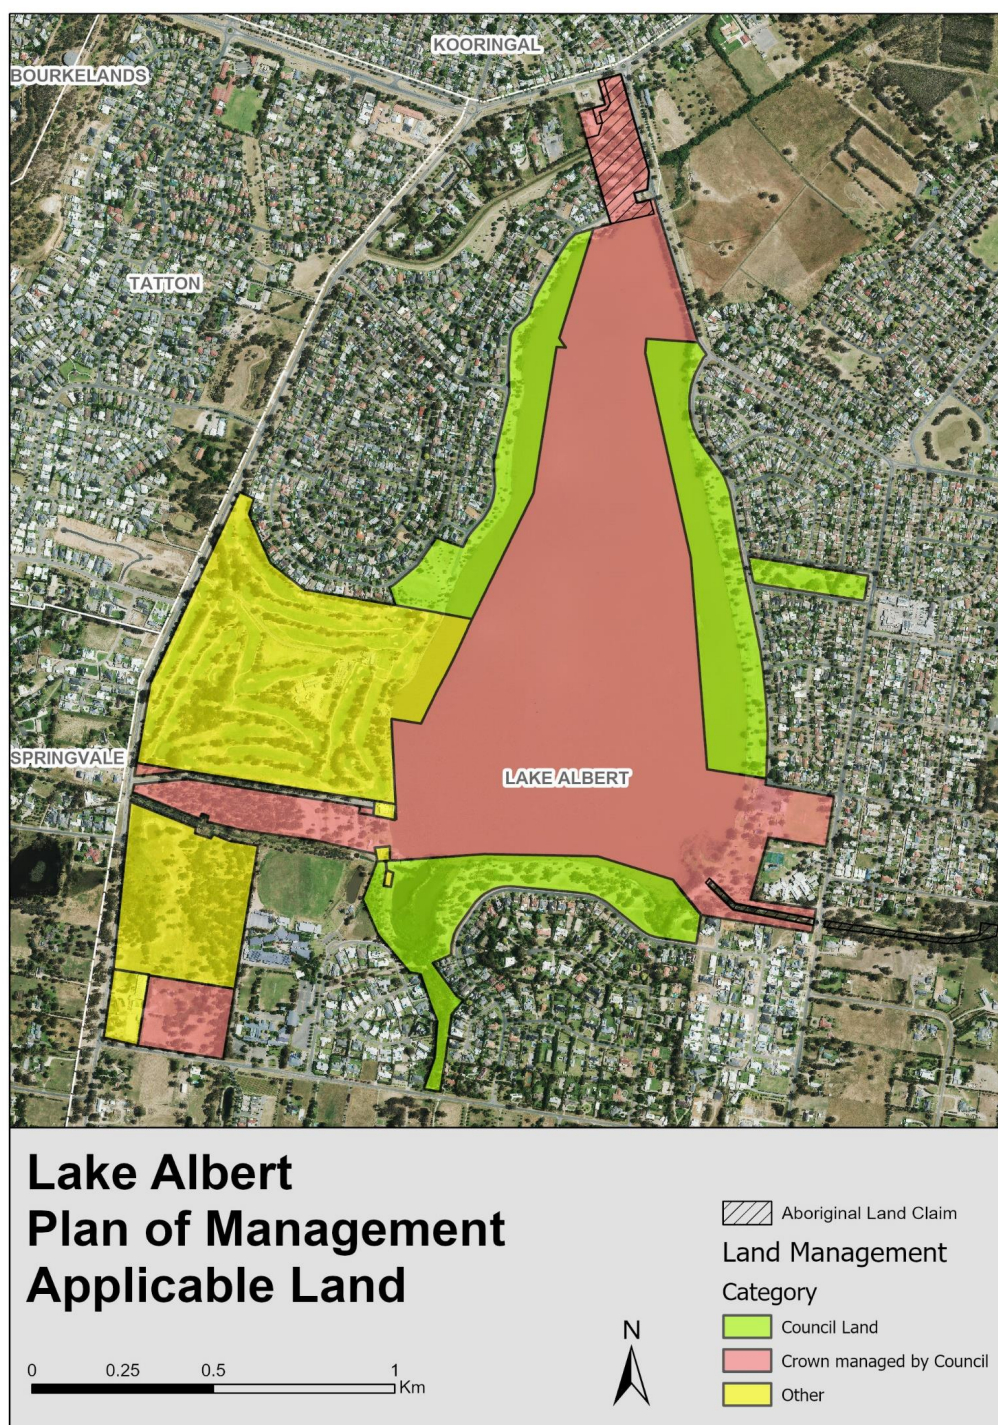 KOORINGAL
BOURKELANDS
TATTON
SPRINGVALE
LAKE ALBERT
Lake Albert
Plan of Management
Applicable Land
0 0.25 0.5 1
Km
N
Aboriginal Land Claim
Land Management
Category
Council Land
Crown managed by Council
Other